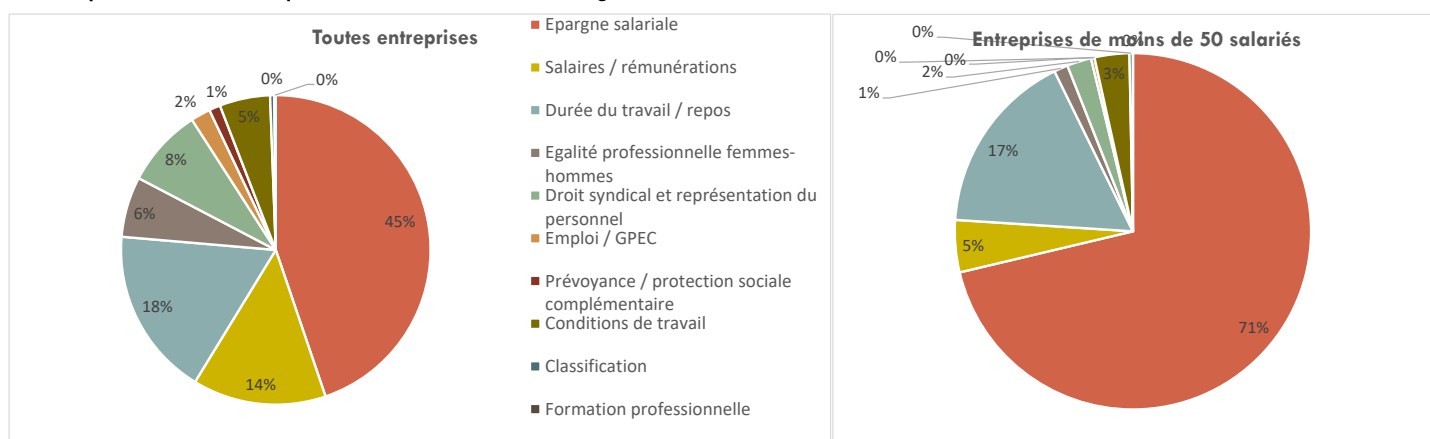 Toutes entreprises
0%
0%
1%
2%
5%
8%
6%
45%
18%
14%
Epargne salariale
Salaires / rémunérations
Durée du travail / repos
Egalité professionnelle femmes-
hommes
Droit syndical et représentation du
personnel
Emploi / GPEC
Prévoyance / protection sociale
complémentaire
Conditions de travail
Classification
Formation professionnelle
Entreprises de moins de 50 salariés
0%
0%
0%
0%
2%
1%
3%
17%
5%
71%